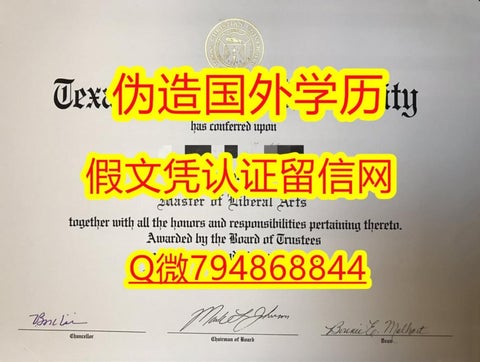 伪造国外学历
has conferred upon
假文凭认证留信网
Master of Liberal Arts
together with all the honors and responsibilities pertaining thereto.
Awarded by the Board of Trustees
Q微794868844
Chancellor
Chairman of Board
Dean